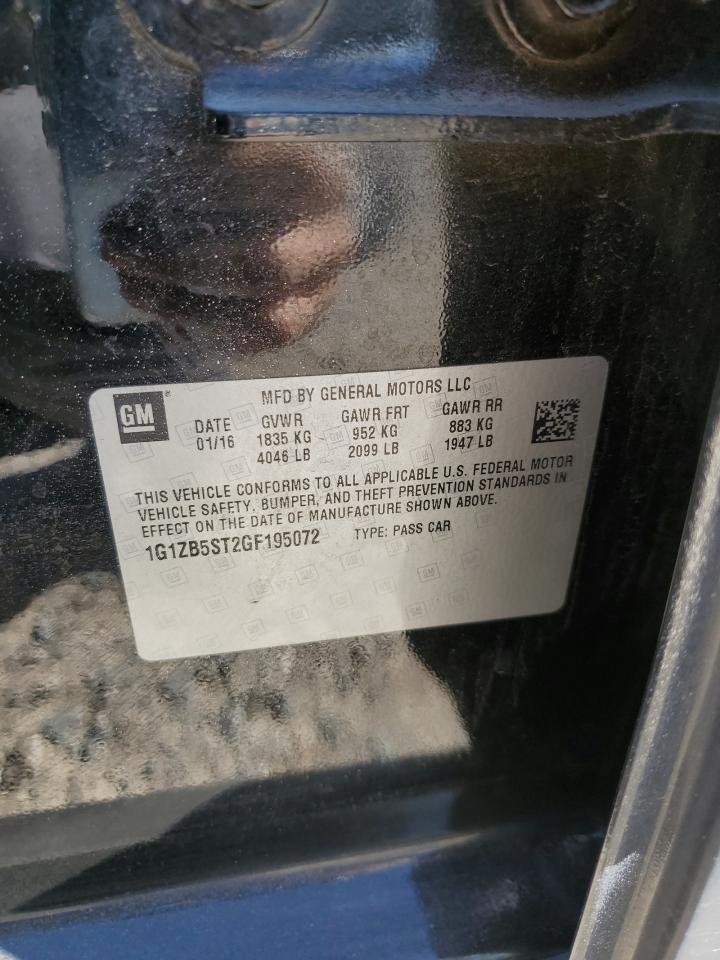 GM
MFD BY GENERAL MOTORS LLC
DATE GVWR GAWR FRT GAWR RR
01/16 1835 KG 952 KG 883 KG
4046 LB 2099 LB 1947 LB
THIS VEHICLE CONFORMS TO ALL APPLICABLE U.S. FEDERAL MOTOR
VEHICLE SAFETY, BUMPER, AND THEFT PREVENTION STANDARDS IN
EFFECT ON THE DATE OF MANUFACTURE SHOWN ABOVE.
1G1ZB5ST2GF195072 TYPE: PASS CAR